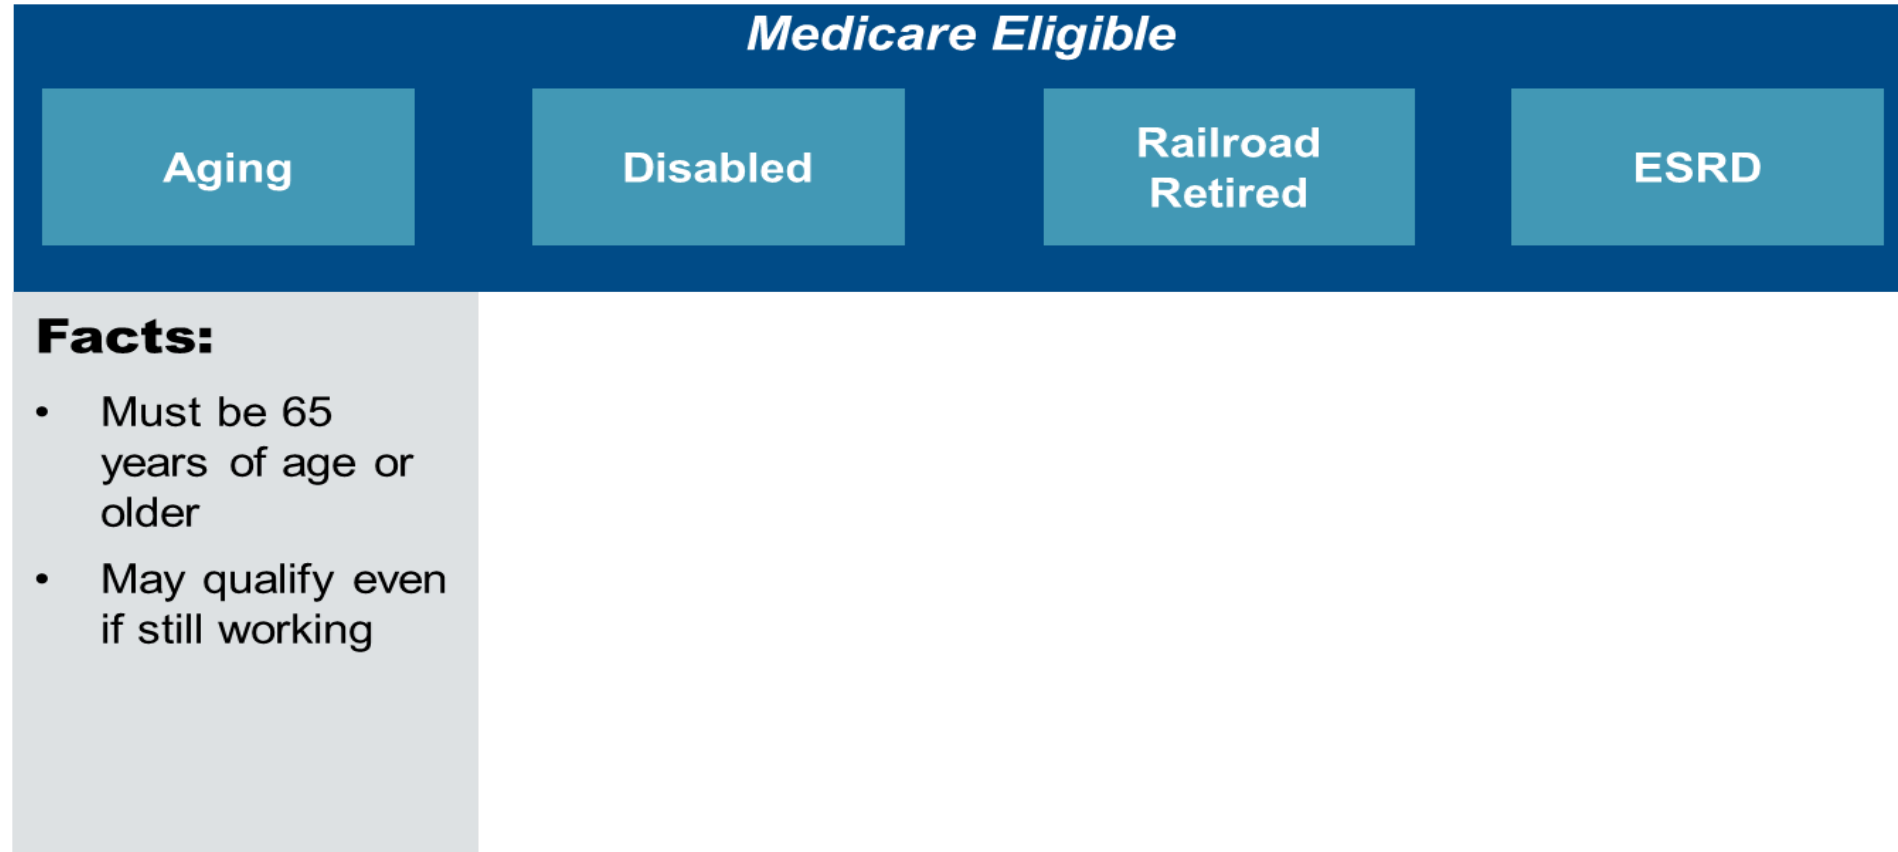 Medicare Eligible
Aging
Disabled
Railroad
Retired
ESRD
Facts:
• Must be 65
years of age or
older
• May qualify even
if still working